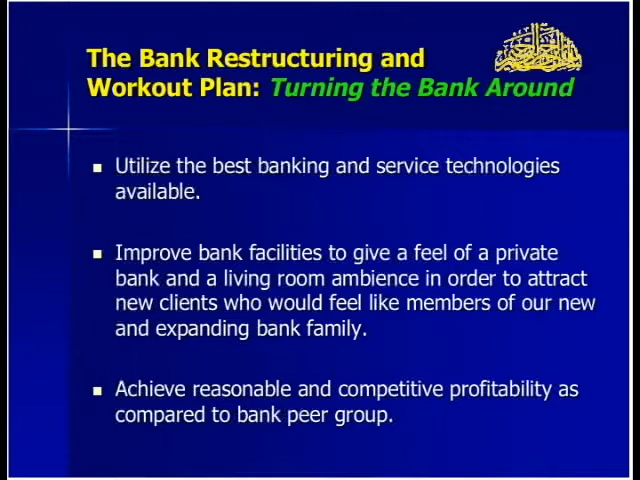 The Bank Restructuring and
Workout Plan: Turning the Bank Around
Utilize the best banking and service technologies
available.
Improve bank facilities to give a feel of a private
bank and a living room ambience in order to attract
new clients who would feel like members of our new
and expanding bank family.
Achieve reasonable and competitive profitability as
compared to bank peer group.